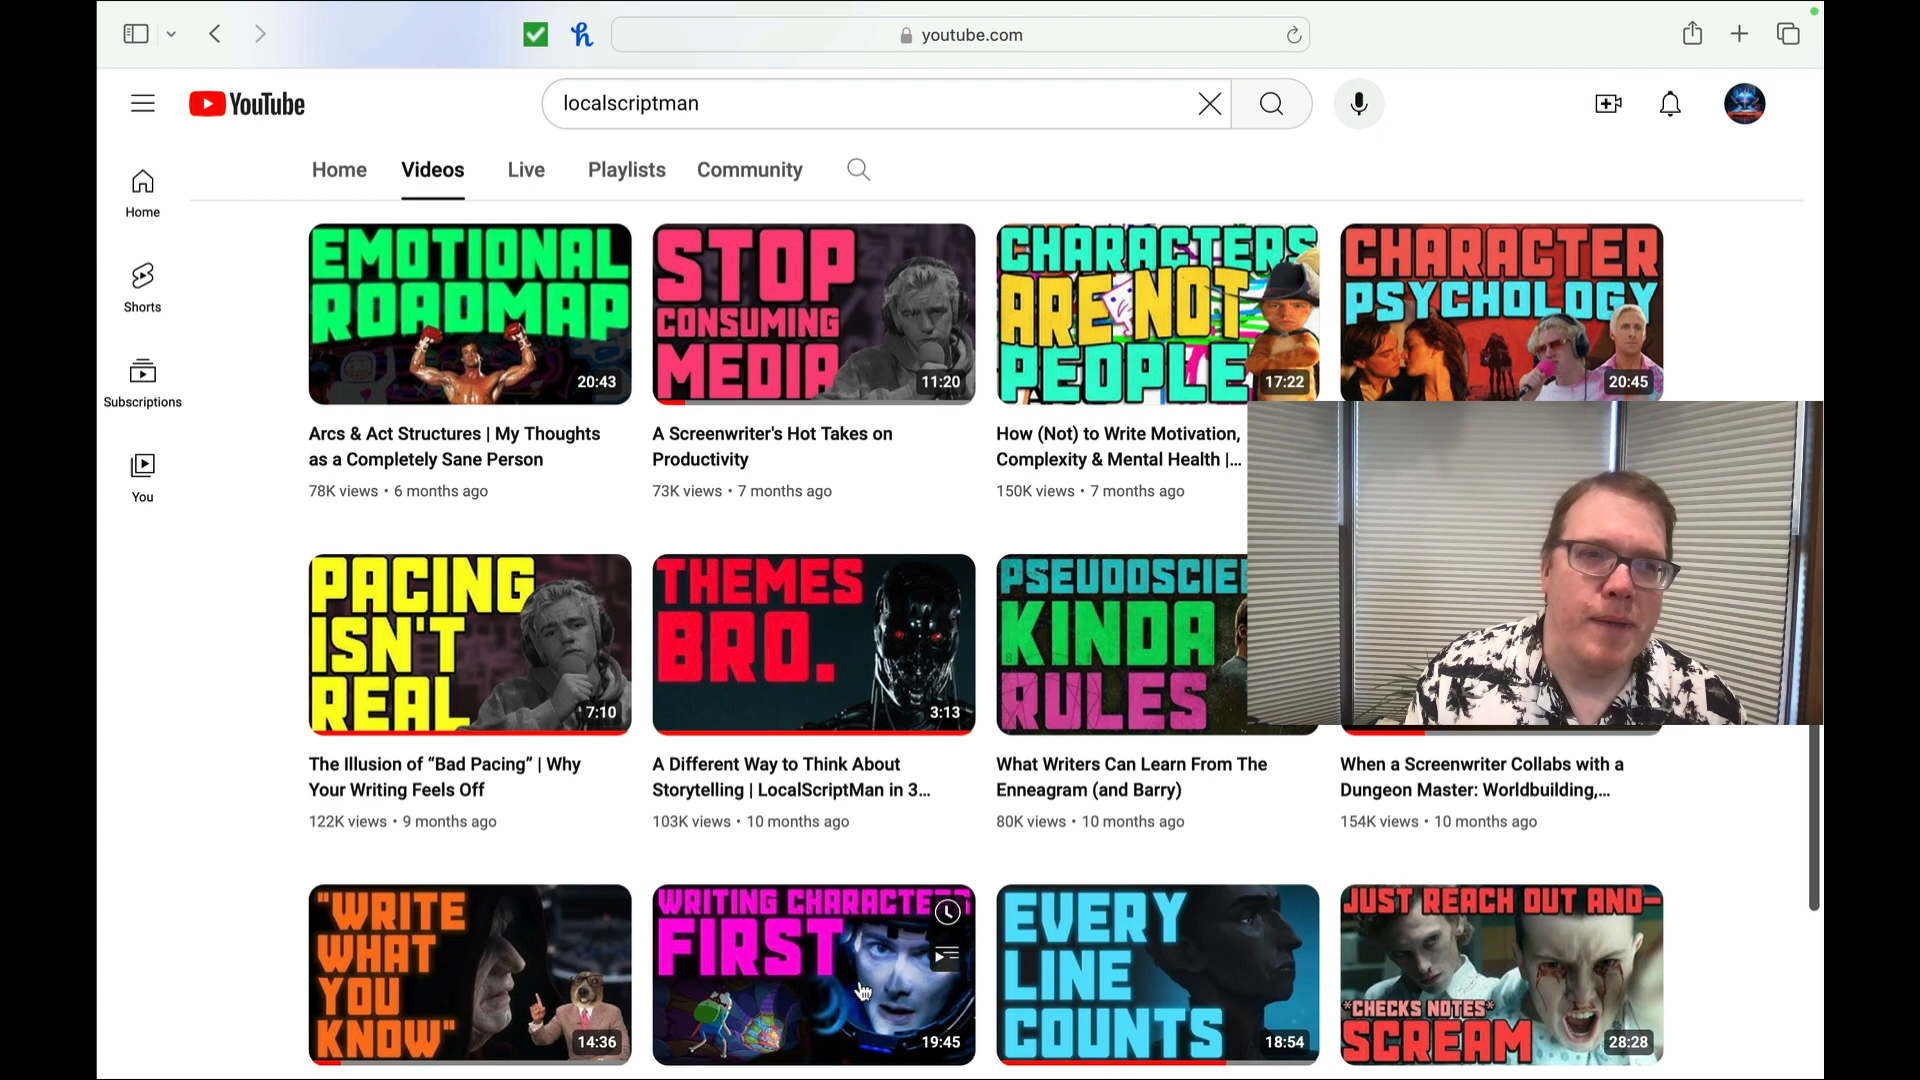 youtube.com
YouTube
localscriptman
Home
Videos
Live
Playlists
Community
Home
Shorts
Subscriptions
You
EMOTIONAL
ROADMAP
20:43
STOP
CONSUMING
MEDIA
11:20
CHARACTERS
ARE NOT
PEOPLE
17:22
CHARACTER
PSYCHOLOGY
20:45
Arcs & Act Structures | My Thoughts
as a Completely Sane Person
78K views • 6 months ago
A Screenwriter's Hot Takes on
Productivity
73K views • 7 months ago
How (Not) to Write Motivation,
Complexity & Mental Health |...
150K views • 7 months ago
PACING
ISN'T
REAL
7:10
THEMES
BRO.
3:13
KINDA
RULES
The Illusion of “Bad Pacing” | Why
Your Writing Feels Off
122K views • 9 months ago
A Different Way to Think About
Storytelling | LocalScriptMan in 3...
103K views • 10 months ago
What Writers Can Learn From The
Enneagram (and Barry)
80K views • 10 months ago
When a Screenwriter Collabs with a
Dungeon Master: Worldbuilding,...
154K views • 10 months ago
"WRITE
WHAT
YOU
KNOW"
14:36
WRITING
FIRST
19:45
EVERY
LINE
COUNTS
18:54
JUST REACH OUT AND—
*CHECKS NOTES*
SCREAM
28:28